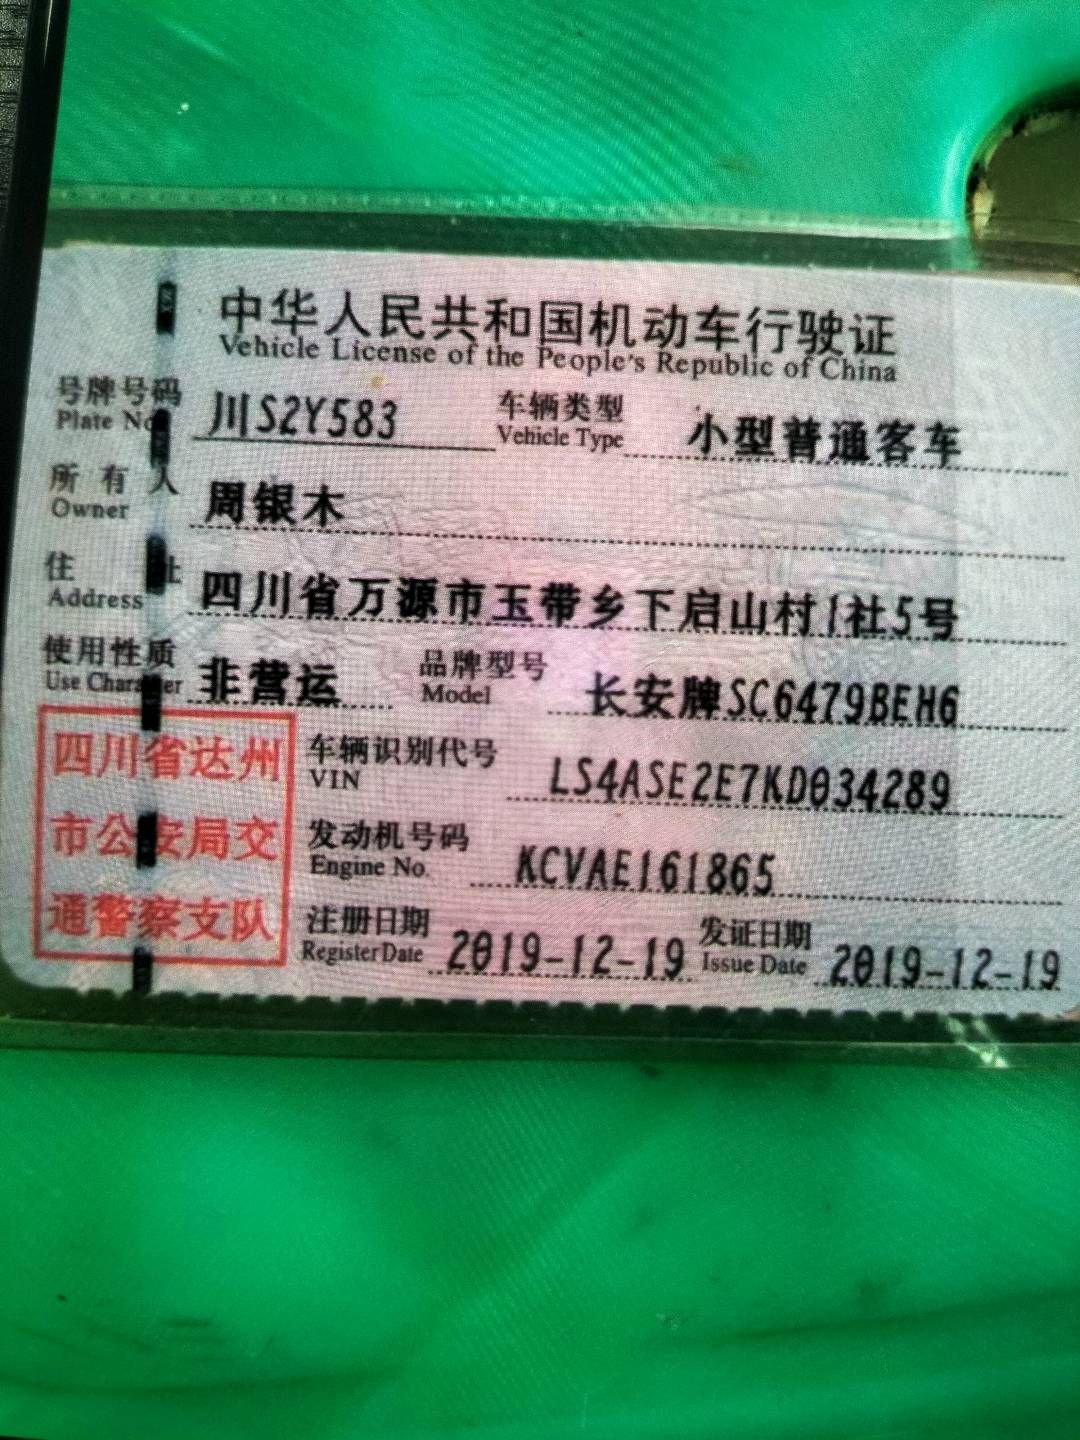 中华人民共和国机动车行驶证
Vehicle License of the People's Republic of China
号牌号码 川S2Y583 车辆类型 小型普通客车
Plate No. Vehicle Type
所有人 周银木
Owner
住址 四川省万源市玉带乡下启山村1社5号
Address
使用性质 非营运 品牌型号 长安牌SC6479BEH6
Use Character Model
四川省达州
市公安局交
通警察支队
车辆识别代号 LS4ASE2E7KD034289
VIN
发动机号码 KCVAE161865
Engine No.
注册日期 2019-12-19 发证日期 2019-12-19
Register Date Issue Date